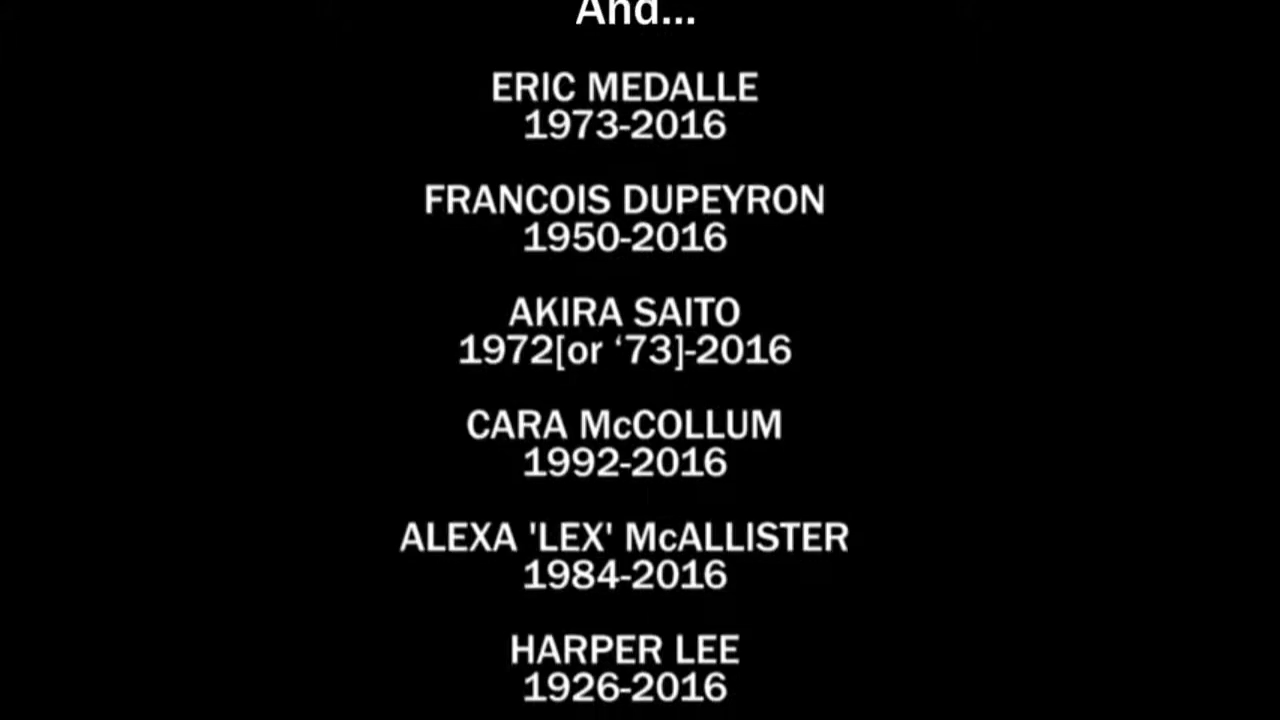 And...
ERIC MEDALLE
1973-2016
FRANCOIS DUPEYRON
1950-2016
AKIRA SAITO
1972[or ‘73]-2016
CARA McCOLLUM
1992-2016
ALEXA 'LEX' McALLISTER
1984-2016
HARPER LEE
1926-2016